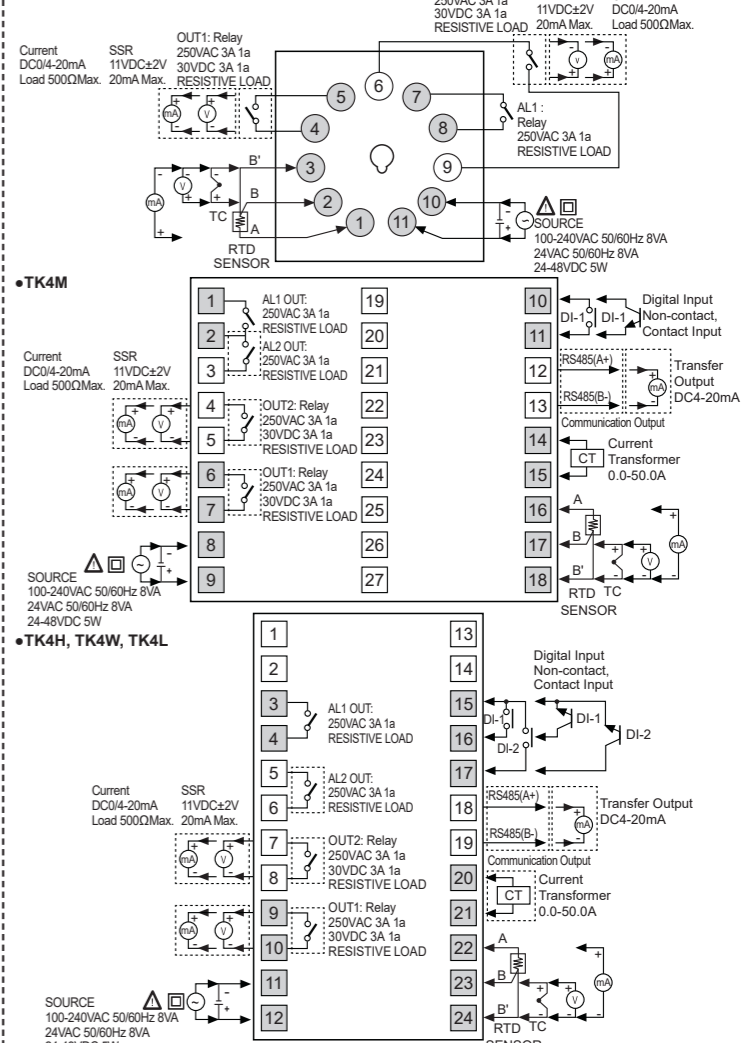 250VAC 3A 1a
30VDC 3A 1a
RESISTIVE LOAD
11VDC±2V
20mA Max.
DC0/4-20mA
Load 500ΩMax.
Current
DC0/4-20mA
Load 500ΩMax.
SSR
11VDC±2V
20mA Max.
OUT1: Relay
250VAC 3A 1a
30VDC 3A 1a
RESISTIVE LOAD
mA
V
V
mA
5
6
7
4
8
3
9
2
1
11
10
AL1 :
Relay
250VAC 3A 1a
RESISTIVE LOAD
mA
V
TC
B'
B
A
RTD
SENSOR
SOURCE
100-240VAC 50/60Hz 8VA
24VAC 50/60Hz 8VA
24-48VDC 5W
●TK4M
1
2
3
4
5
6
7
8
9
19
20
21
22
23
24
25
26
27
10
11
12
13
14
15
16
17
18
AL1 OUT:
250VAC 3A 1a
RESISTIVE LOAD
AL2 OUT:
250VAC 3A 1a
RESISTIVE LOAD
Current
DC0/4-20mA
Load 500ΩMax.
SSR
11VDC±2V
20mA Max.
mA
V
OUT2: Relay
250VAC 3A 1a
30VDC 3A 1a
RESISTIVE LOAD
mA
V
OUT1: Relay
250VAC 3A 1a
30VDC 3A 1a
RESISTIVE LOAD
SOURCE
100-240VAC 50/60Hz 8VA
24VAC 50/60Hz 8VA
24-48VDC 5W
DI-1
DI-1
Digital Input
Non-contact,
Contact Input
RS485(A+)
RS485(B-)
mA
Transfer
Output
DC4-20mA
Communication Output
CT
Current
Transformer
0.0-50.0A
A
B
B'
RTD
SENSOR
TC
V
mA
●TK4H, TK4W, TK4L
1
2
3
4
5
6
7
8
9
10
11
12
13
14
15
16
17
18
19
20
21
22
23
24
AL1 OUT:
250VAC 3A 1a
RESISTIVE LOAD
AL2 OUT:
250VAC 3A 1a
RESISTIVE LOAD
Current
DC0/4-20mA
Load 500ΩMax.
SSR
11VDC±2V
20mA Max.
mA
V
OUT2: Relay
250VAC 3A 1a
30VDC 3A 1a
RESISTIVE LOAD
mA
V
OUT1: Relay
250VAC 3A 1a
30VDC 3A 1a
RESISTIVE LOAD
SOURCE
100-240VAC 50/60Hz 8VA
24VAC 50/60Hz 8VA
Digital Input
Non-contact,
Contact Input
DI-1
DI-2
DI-1
DI-2
RS485(A+)
RS485(B-)
mA
Transfer Output
DC4-20mA
Communication Output
CT
Current
Transformer
0.0-50.0A
A
B
B'
RTD
SENSOR
TC
V
mA